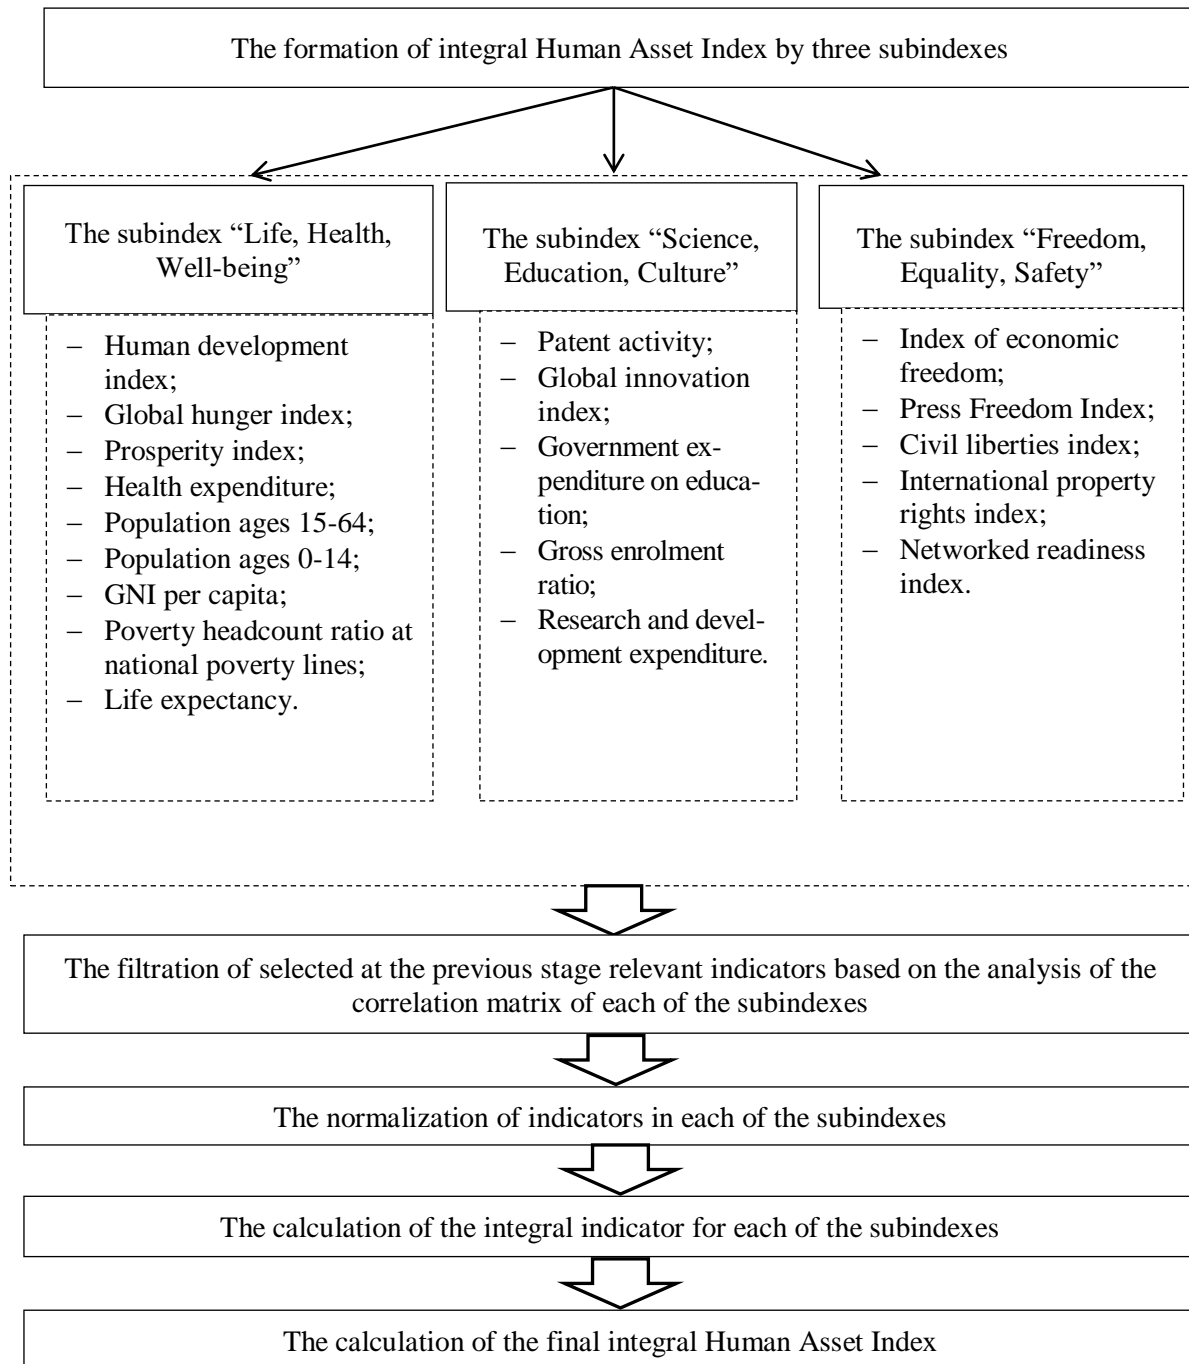 The formation of integral Human Asset Index by three subindexes
The subindex “Life, Health,
Well-being”
– Human development
index;
– Global hunger index;
– Prosperity index;
– Health expenditure;
– Population ages 15-64;
– Population ages 0-14;
– GNI per capita;
– Poverty headcount ratio at
national poverty lines;
– Life expectancy.
The subindex “Science,
Education, Culture”
– Patent activity;
– Global innovation
index;
– Government ex-
penditure on educa-
tion;
– Gross enrolment
ratio;
– Research and devel-
opment expenditure.
The subindex “Freedom,
Equality, Safety”
– Index of economic
freedom;
– Press Freedom Index;
– Civil liberties index;
– International property
rights index;
– Networked readiness
index.
The filtration of selected at the previous stage relevant indicators based on the analysis of the
correlation matrix of each of the subindexes
The normalization of indicators in each of the subindexes
The calculation of the integral indicator for each of the subindexes
The calculation of the final integral Human Asset Index